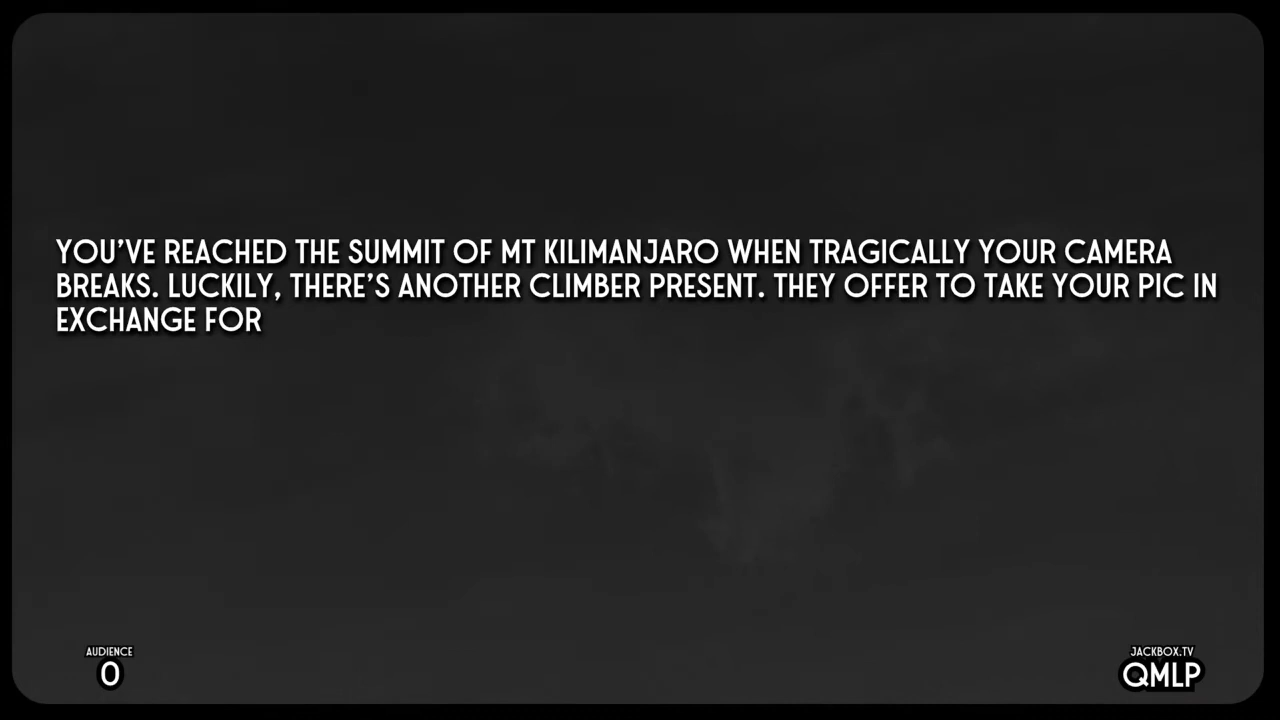 YOU'VE REACHED THE SUMMIT OF MT KILIMANJARO WHEN TRAGICALLY YOUR CAMERA
BREAKS. LUCKILY, THERE'S ANOTHER CLIMBER PRESENT. THEY OFFER TO TAKE YOUR PIC IN
EXCHANGE FOR
AUDIENCE
0
JACKBOX.TV
QMLP